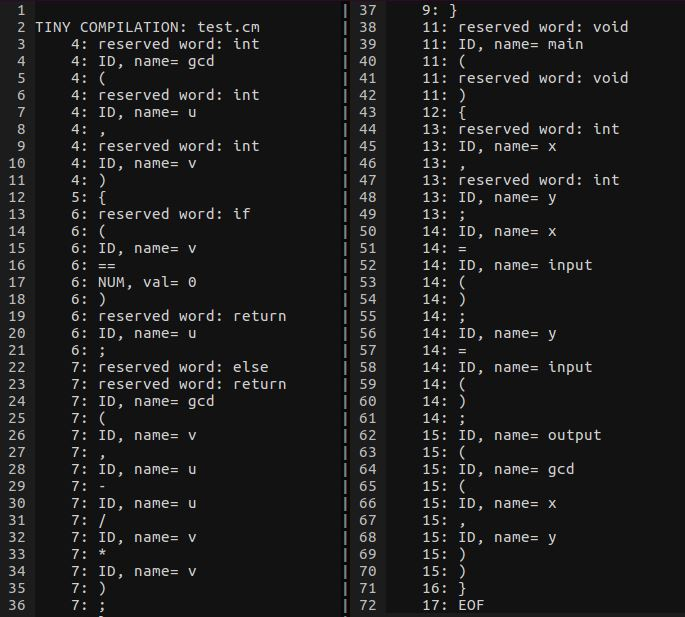 1
2 TINY COMPILATION: test.cm
3 4: reserved word: int
4 4: ID, name= gcd
5 4: (
6 4: reserved word: int
7 4: ID, name= u
8 4: ,
9 4: reserved word: int
10 4: ID, name= v
11 4: )
12 5: {
13 6: reserved word: if
14 6: (
15 6: ID, name= v
16 6: ==
17 6: NUM, val= 0
18 6: )
19 6: reserved word: return
20 6: ID, name= u
21 6: ;
22 7: reserved word: else
23 7: reserved word: return
24 7: ID, name= gcd
25 7: (
26 7: ID, name= v
27 7: ,
28 7: ID, name= u
29 7: -
30 7: ID, name= u
31 7: /
32 7: ID, name= v
33 7: *
34 7: ID, name= v
35 7: )
36 7: ;
37 9: }
38 11: reserved word: void
39 11: ID, name= main
40 11: (
41 11: reserved word: void
42 11: )
43 12: {
44 13: reserved word: int
45 13: ID, name= x
46 13: ,
47 13: reserved word: int
48 13: ID, name= y
49 13: ;
50 14: ID, name= x
51 14: =
52 14: ID, name= input
53 14: (
54 14: )
55 14: ;
56 14: ID, name= y
57 14: =
58 14: ID, name= input
59 14: (
60 14: )
61 14: ;
62 15: ID, name= output
63 15: (
64 15: ID, name= gcd
65 15: (
66 15: ID, name= x
67 15: ,
68 15: ID, name= y
69 15: )
70 15: )
71 16: }
72 17: EOF